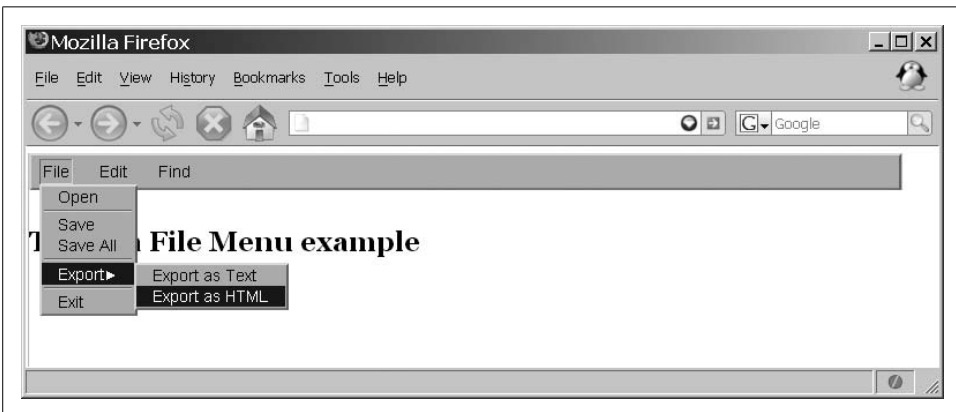 Mozilla Firefox
File Edit View History Bookmarks Tools Help
G Google
File Edit Find
Open
Save
Save All
File Menu example
Export▶
Export as Text
Export as HTML
Exit